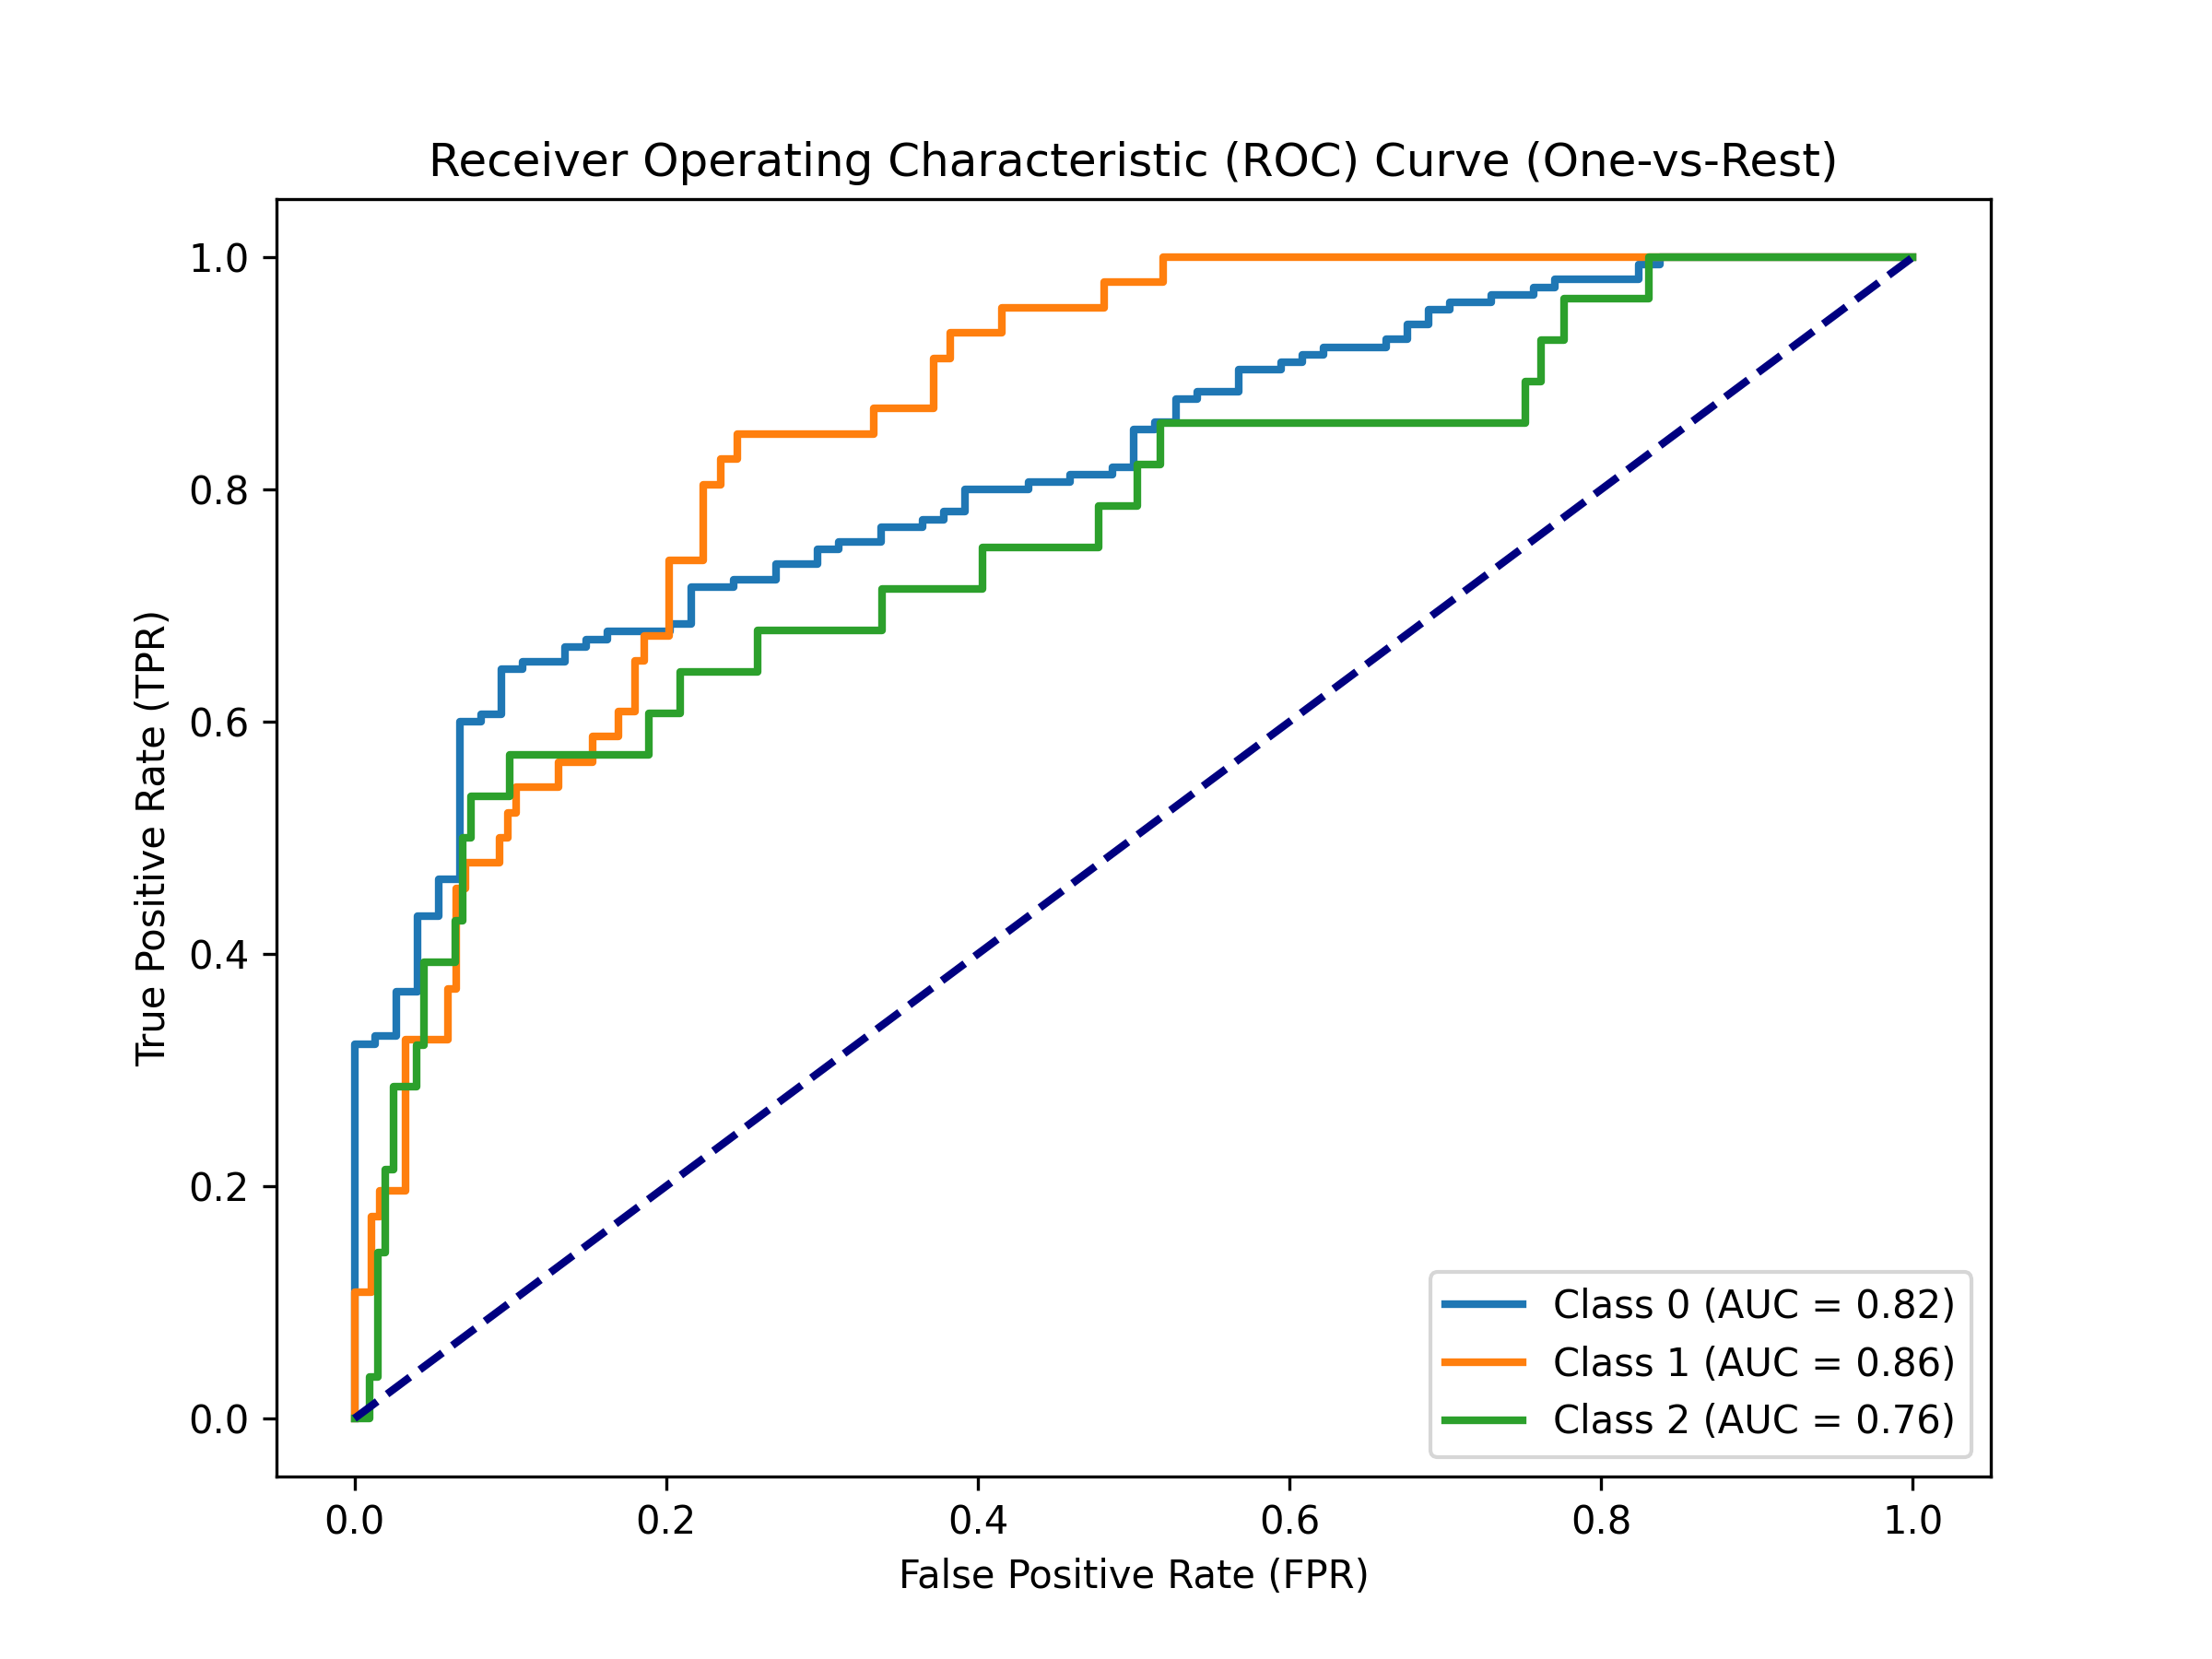 Receiver Operating Characteristic (ROC) Curve (One-vs-Rest)
True Positive Rate (TPR)
1.0
0.8
0.6
0.4
0.2
0.0
Class 0 (AUC = 0.82)
Class 1 (AUC = 0.86)
Class 2 (AUC = 0.76)
0.0 0.2 0.4 0.6 0.8 1.0
False Positive Rate (FPR)